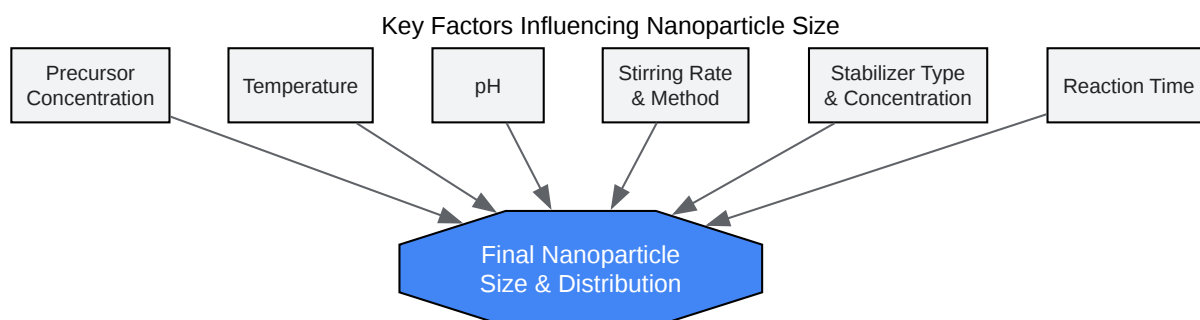 Key Factors Influencing Nanoparticle Size
Precursor
Concentration
Temperature
pH
Stirring Rate
& Method
Stabilizer Type
& Concentration
Reaction Time
Final Nanoparticle
Size & Distribution